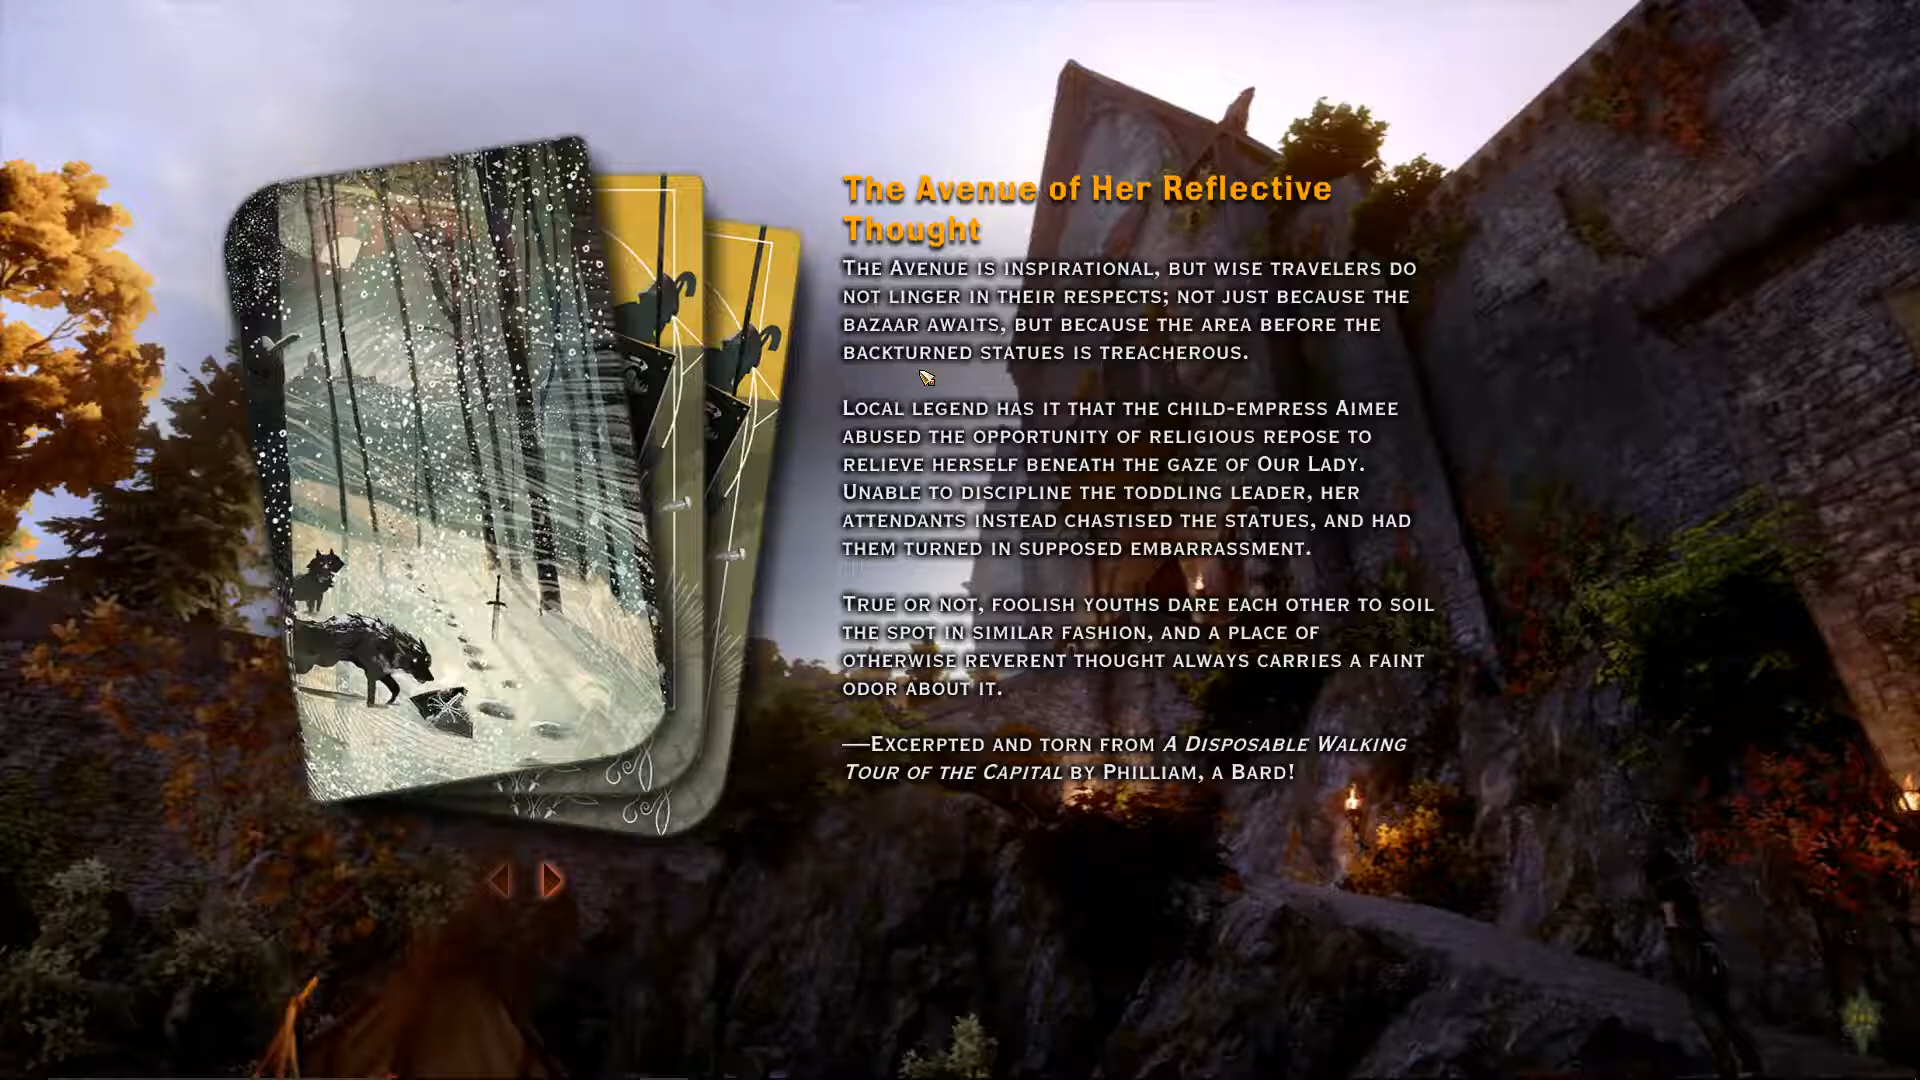 The Avenue of Her Reflective
Thought
The Avenue is inspirational, but wise travelers do
not linger in their respects; not just because the
bazaar awaits, but because the area before the
backturned statues is treacherous.
Local legend has it that the child-empress Aimee
abused the opportunity of religious repose to
relieve herself beneath the gaze of Our Lady.
Unable to discipline the toddling leader, her
attendants instead chastised the statues, and had
them turned in supposed embarrassment.
True or not, foolish youths dare each other to soil
the spot in similar fashion, and a place of
otherwise reverent thought always carries a faint
odor about it.
—Excerpted and torn from A Disposable Walking
Tour of the Capital by Philliam, a Bard!